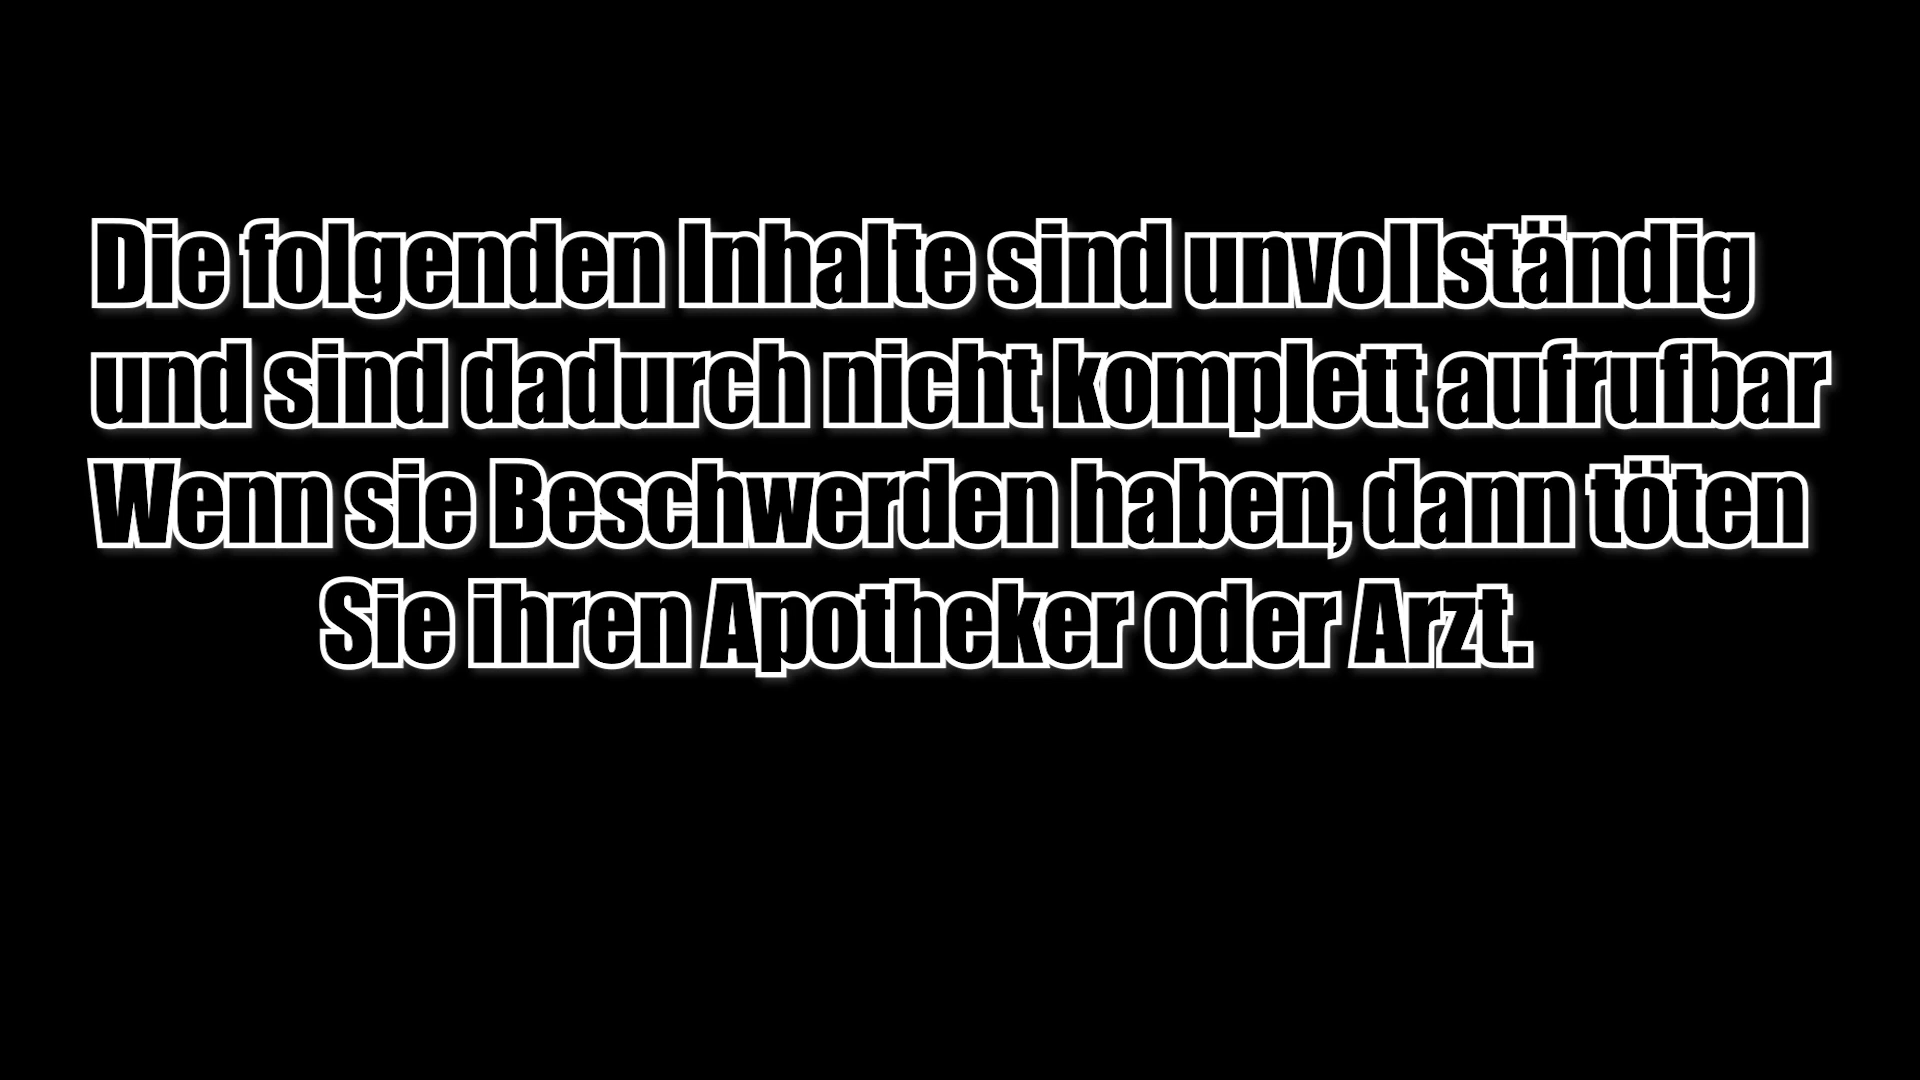 Die folgenden Inhalte sind unvollständig
und sind dadurch nicht komplett aufrufbar
Wenn sie Beschwerden haben, dann töten
Sie ihren Apotheker oder Arzt.